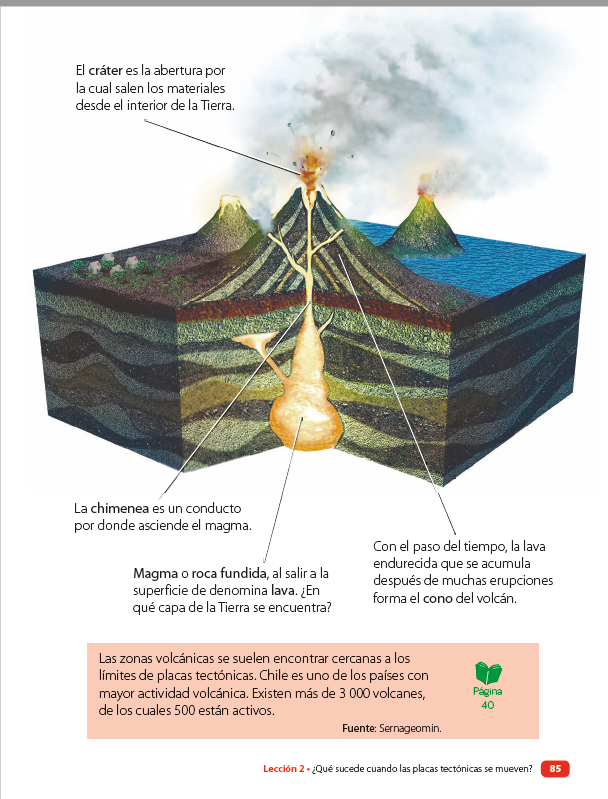 El cráter es la abertura por
la cual salen los materiales
desde el interior de la Tierra.
La chimenea es un conducto
por donde asciende el magma.
Magma o roca fundida, al salir a la
superficie de denomina lava. ¿En
qué capa de la Tierra se encuentra?
Con el paso del tiempo, la lava
endurecida que se acumula
después de muchas erupciones
forma el cono del volcán.
Las zonas volcánicas se suelen encontrar cercanas a los
límites de placas tectónicas. Chile es uno de los países con
mayor actividad volcánica. Existen más de 3 000 volcanes,
de los cuales 500 están activos.
Fuente: Sernageomin.
Página
40
Lección 2 • ¿Qué sucede cuando las placas tectónicas se mueven? 85